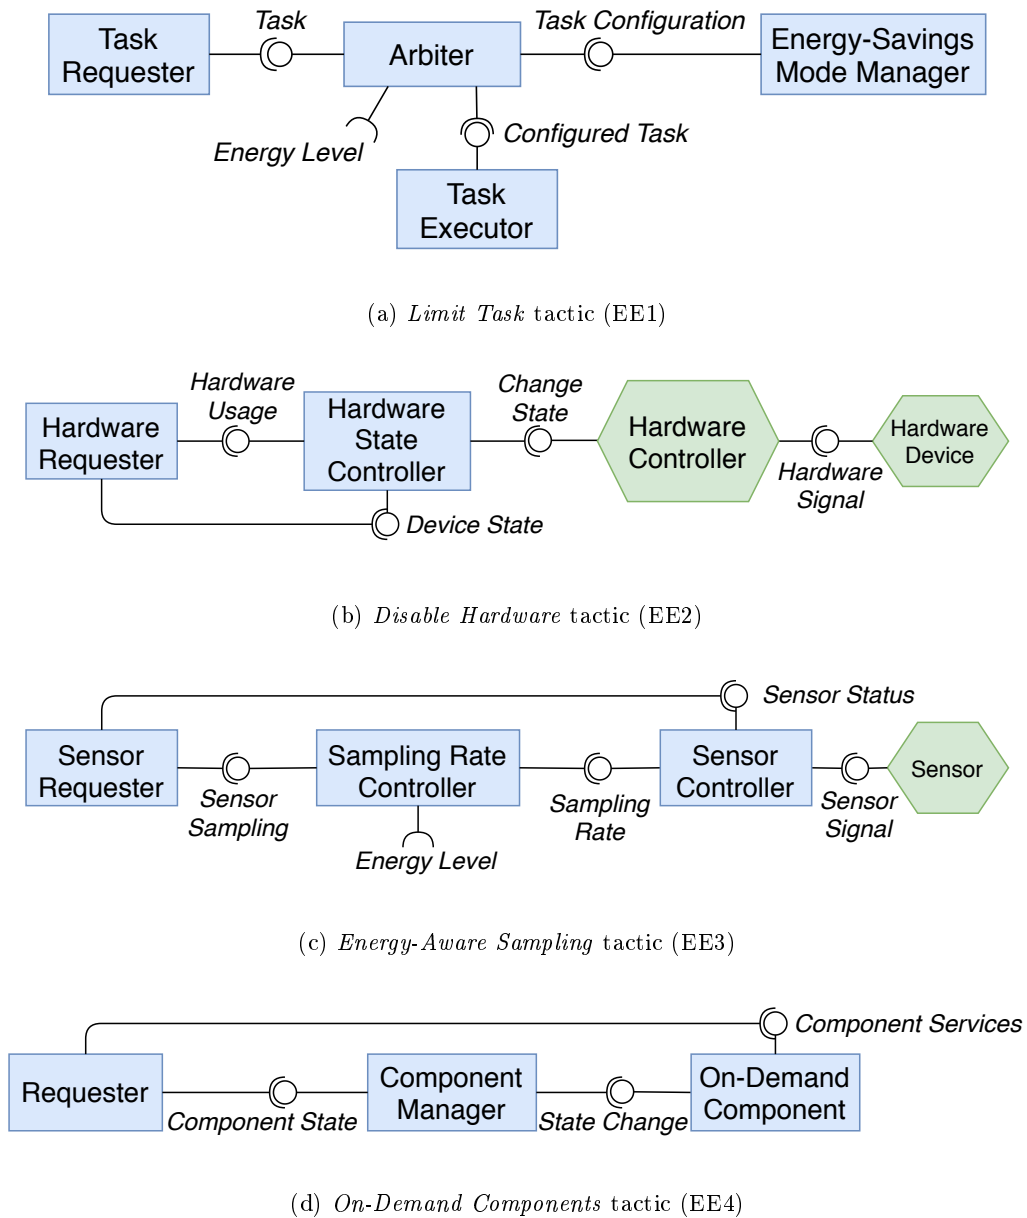 Task
Task Configuration
Task
Requester
Arbiter
Energy-Savings
Mode Manager
Energy Level
Configured Task
Task
Executor
(a) Limit Task tactic (EE1)
Hardware
Usage
Change
State
Hardware
Requester
Hardware
State
Controller
Hardware
Controller
Hardware
Device
Hardware
Signal
Device State
(b) Disable Hardware tactic (EE2)
Sensor Status
Sensor
Requester
Sampling Rate
Controller
Sensor
Controller
Sensor
Sensor
Sampling
Sampling
Rate
Sensor
Signal
Energy Level
(c) Energy-Aware Sampling tactic (EE3)
Component Services
Requester
Component
Manager
On-Demand
Component
Component State
State Change
(d) On-Demand Components tactic (EE4)